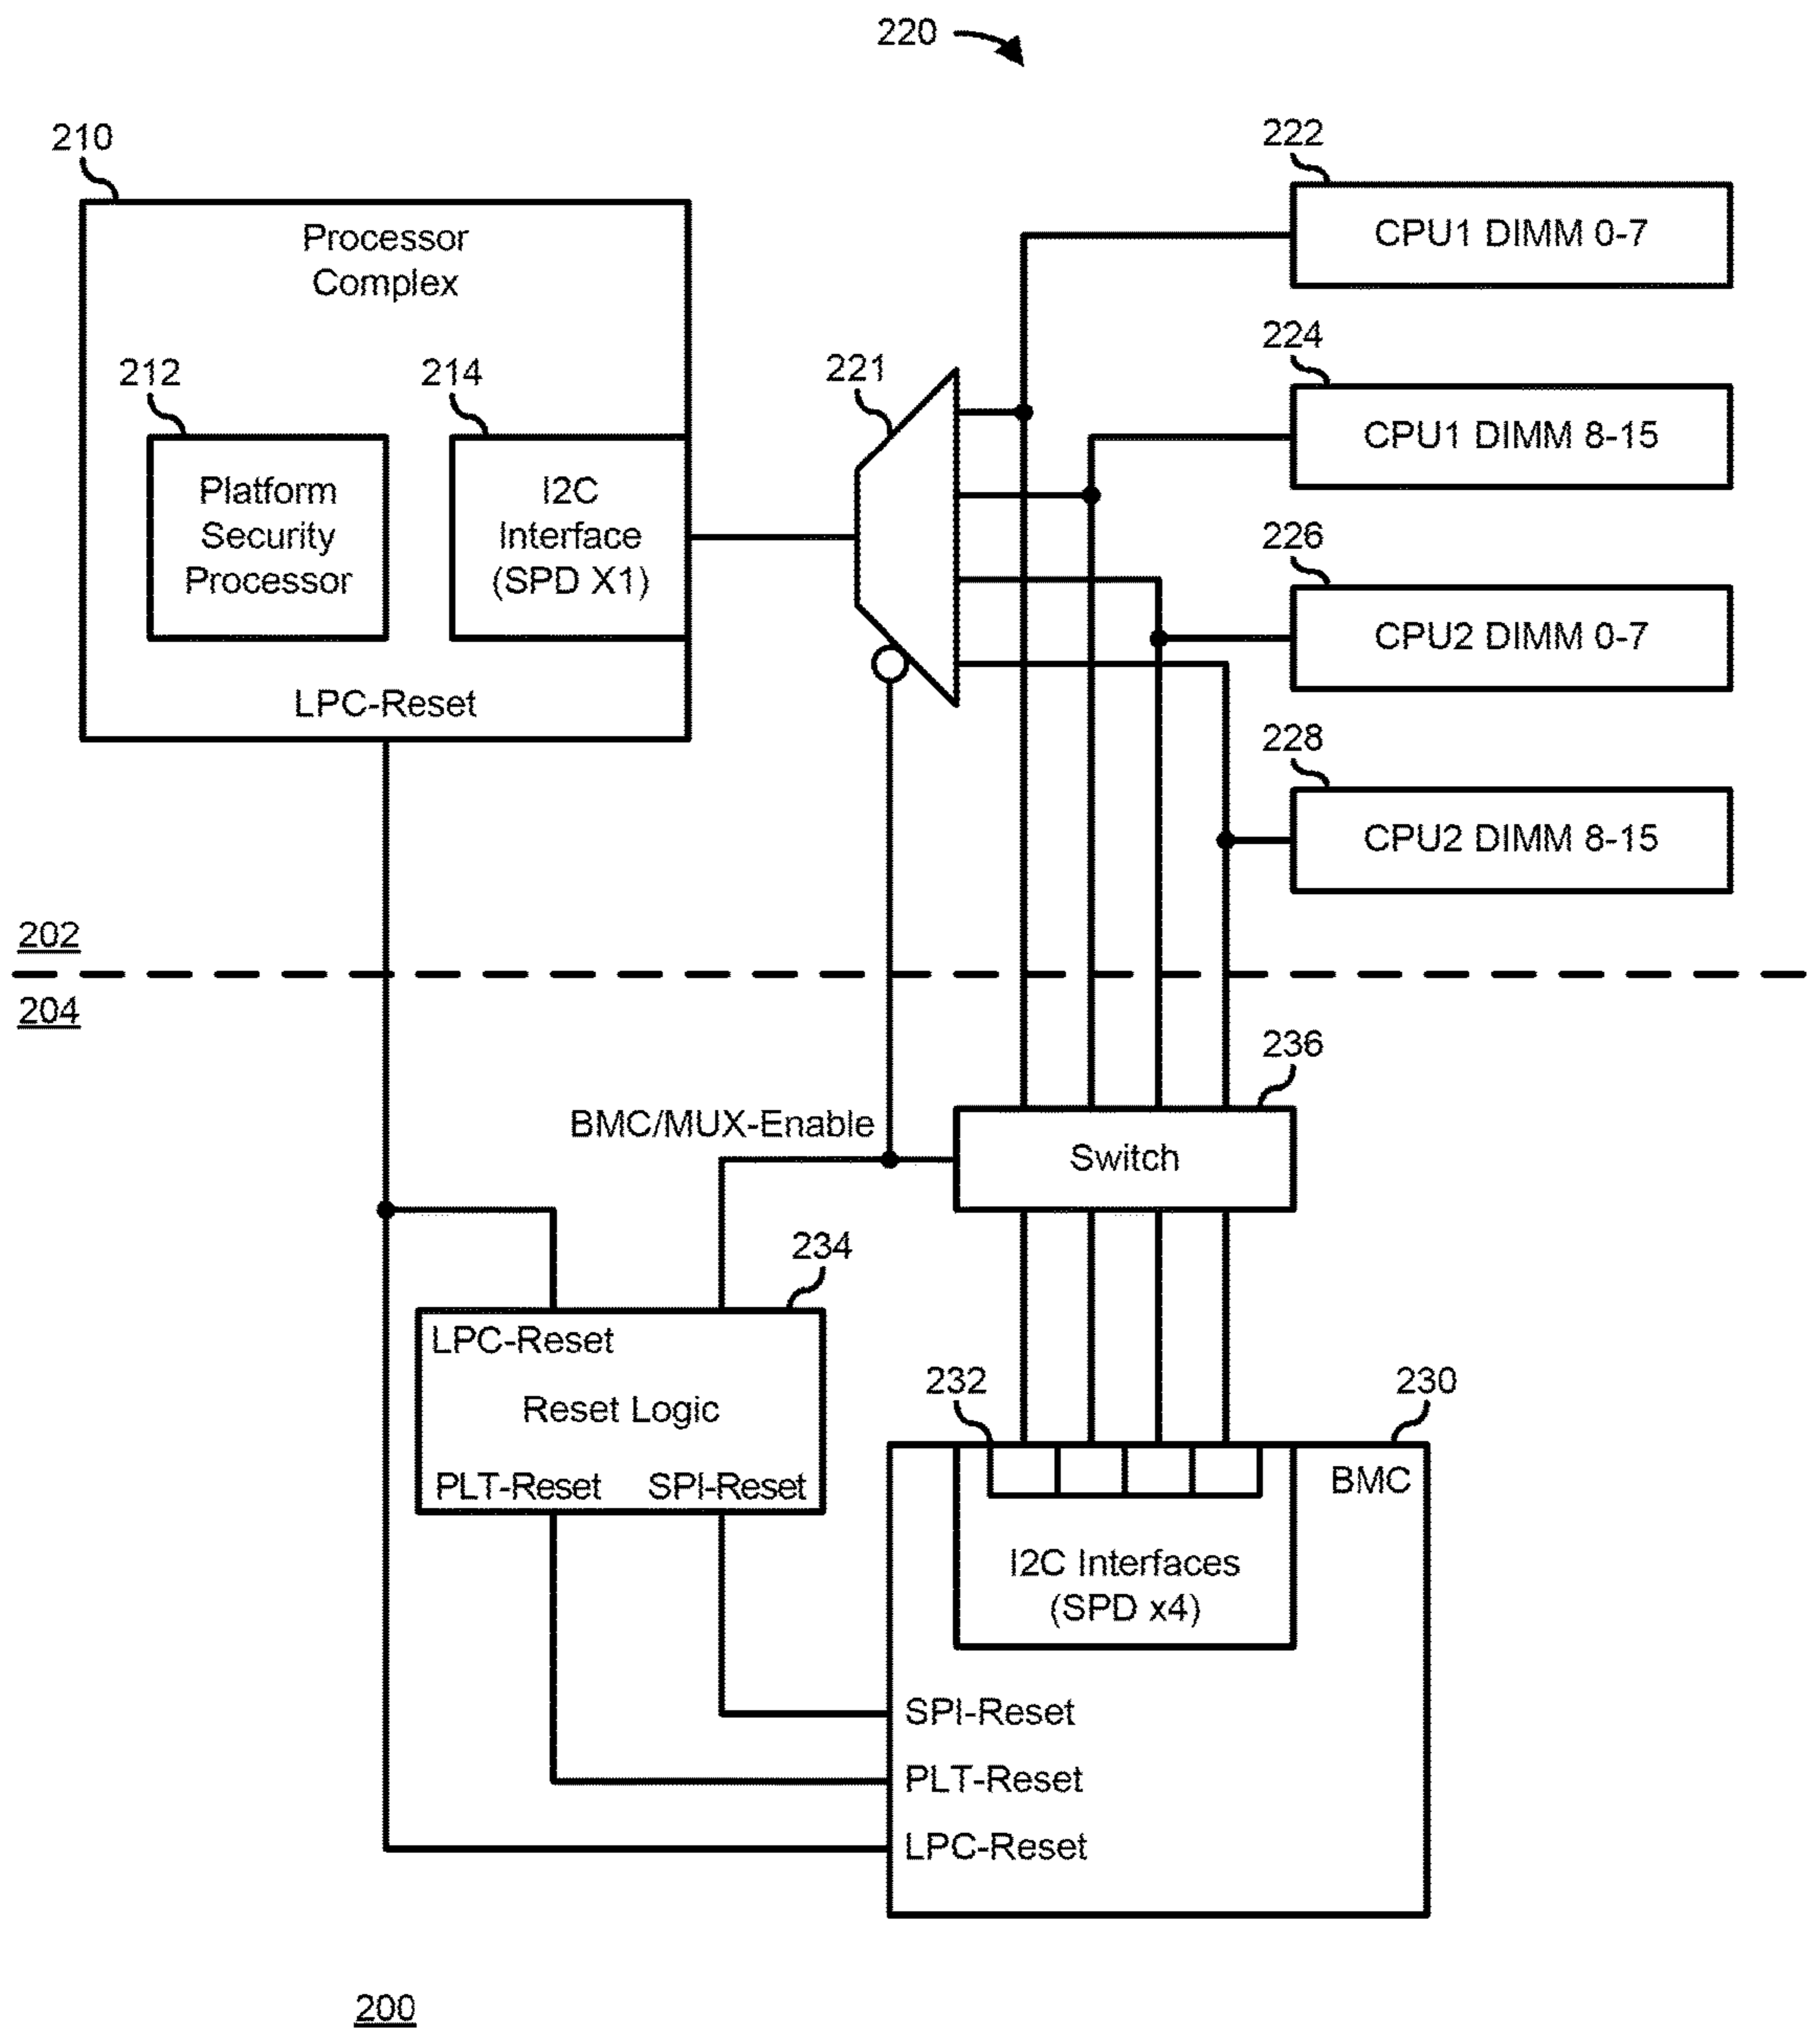 220
210
222
Processor
Complex
CPU1 DIMM 0-7
212
214
221
224
CPU1 DIMM 8-15
Platform
Security
Processor
I2C
Interface
(SPD X1)
226
CPU2 DIMM 0-7
LPC-Reset
228
CPU2 DIMM 8-15
202
204
236
BMC/MUX-Enable
Switch
234
LPC-Reset
Reset Logic
PLT-Reset
SPI-Reset
232
230
BMC
I2C Interfaces
(SPD x4)
SPI-Reset
PLT-Reset
LPC-Reset
200